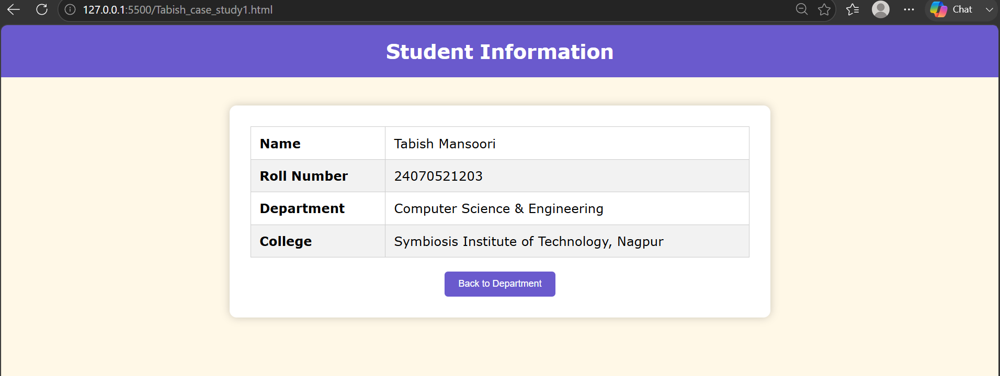 127.0.0.1:5500/Tabish_case_study1.html
Chat
Student Information
Name Tabish Mansoori
Roll Number 24070521203
Department Computer Science & Engineering
College Symbiosis Institute of Technology, Nagpur
Back to Department